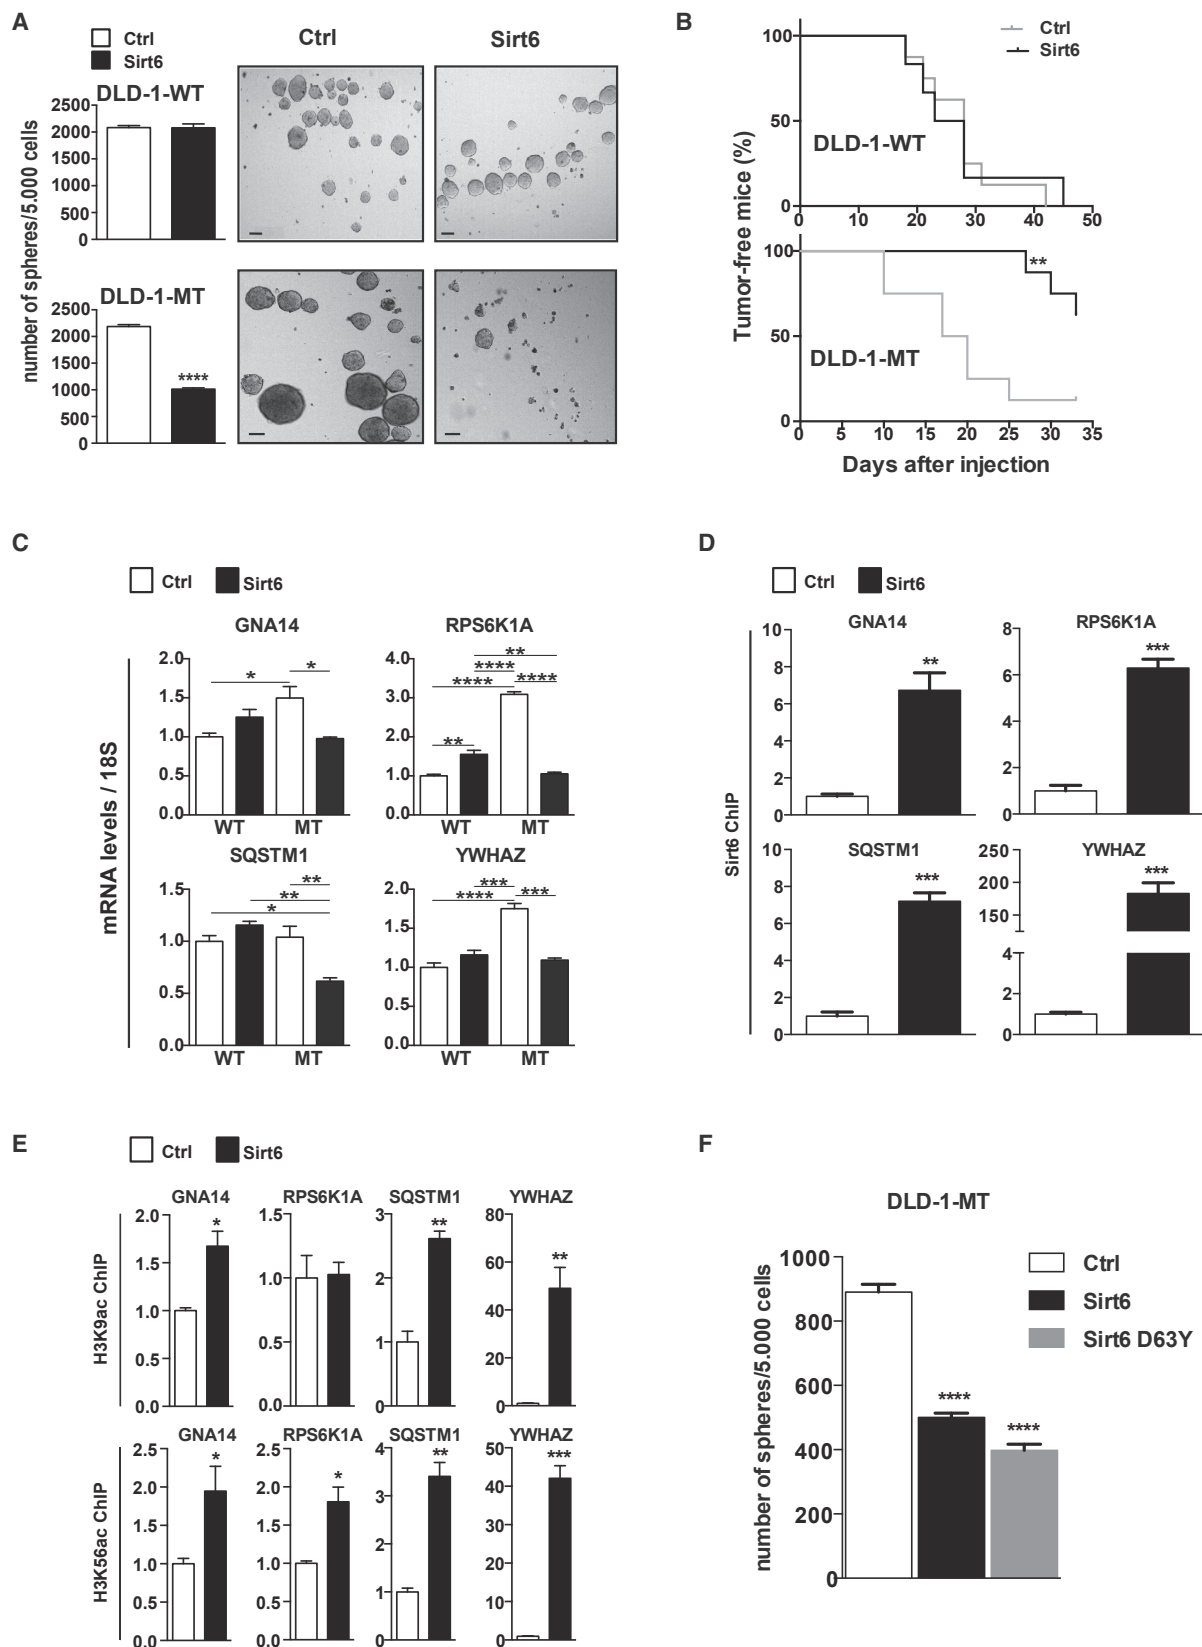 A
Ctrl
Sirt6
Ctrl
Sirt6
DLD-1-WT
2500
2000
1500
1000
500
0
DLD-1-MT
2500
2000
1500
1000
500
0
****
number of spheres/5.000 cells
B
Ctrl
Sirt6
100
50
0
DLD-1-WT
0 10 20 30 40 50
100
50
0
**
DLD-1-MT
0 5 10 15 20 25 30 35
Tumor-free mice (%)
Days after injection
C
Ctrl Sirt6
mRNA levels / 18S
GNA14
2.0
1.5
1.0
0.5
0.0
* *
WT MT
RPS6K1A
4.0
3.0
2.0
1.0
0.0
**
****
**** ****
**
WT MT
SQSTM1
1.5
1.0
0.5
0.0
**
**
*
WT MT
YWHAZ
2.0
1.5
1.0
0.5
0.0
***
**** ***
WT MT
D
Ctrl Sirt6
Sirt6 ChIP
GNA14
10
8
6
4
2
0
**
RPS6K1A
8
6
4
2
0
***
SQSTM1
10
8
6
4
2
0
***
YWHAZ
250
200
150
4
2
0
***
E
Ctrl Sirt6
H3K9ac ChIP
GNA14
2.0
1.5
1.0
0.5
0.0
*
RPS6K1A
1.5
1.0
0.5
0.0
SQSTM1
3
2
1
0
**
YWHAZ
80
60
40
20
0
**
H3K56ac ChIP
GNA14
2.5
2.0
1.5
1.0
0.5
0.0
*
RPS6K1A
2.5
2.0
1.5
1.0
0.5
0.0
*
SQSTM1
4
3
2
1
0
**
YWHAZ
50
40
30
20
10
0
***
F
DLD-1-MT
number of spheres/5.000 cells
1000
800
600
400
200
0
****
****
Ctrl
Sirt6
Sirt6 D63Y